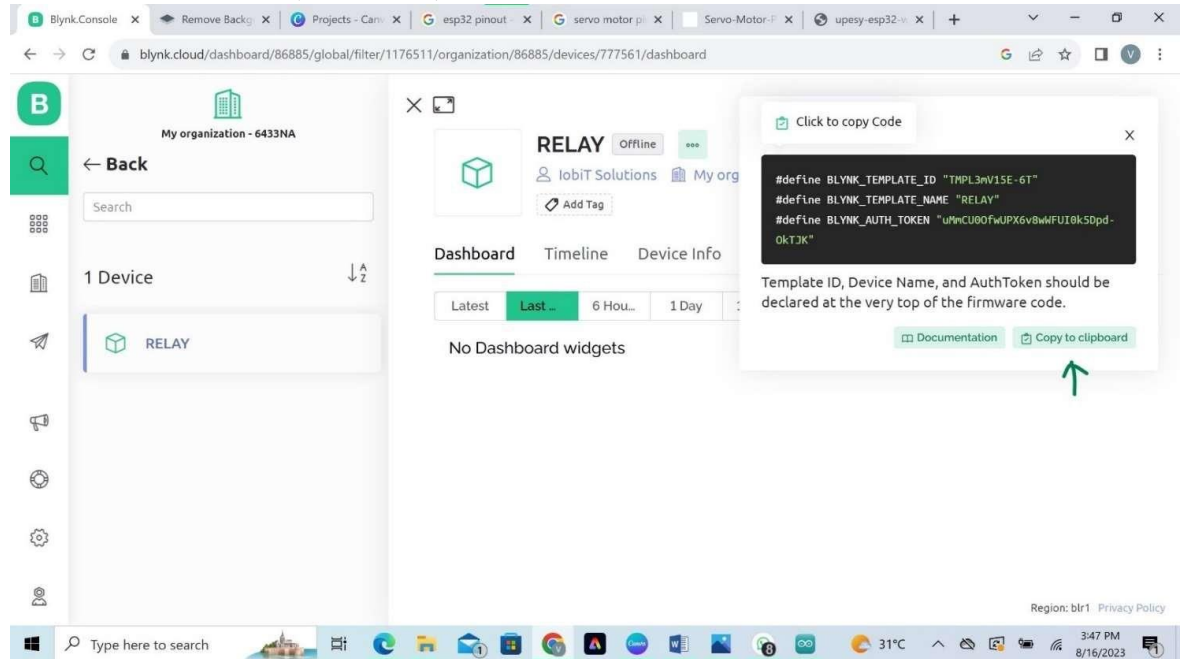 Blynk.Console
Remove Backg
Projects - Can
esp32 pinout -
servo motor pi
Servo-Motor-P
upesy-esp32-w
blynk.cloud/dashboard/86885/global/filter/1176511/organization/86885/devices/777561/dashboard
V
B
My organization - 6433NA
← Back
Search
1 Device
RELAY
RELAY Offline
IobiT Solutions My org
Add Tag
Dashboard Timeline Device Info
Latest Last ... 6 Hou... 1 Day
No Dashboard widgets
Click to copy Code
X
#define BLYNK_TEMPLATE_ID "TMPL3mV15E-6T"
#define BLYNK_TEMPLATE_NAME "RELAY"
#define BLYNK_AUTH_TOKEN "uMmCU0OfwUPX6v8wWFUI0k5Dpd-
OkTJK"
Template ID, Device Name, and AuthToken should be
declared at the very top of the firmware code.
Documentation Copy to clipboard
Region: blr1 Privacy Policy
Type here to search
31°C
3:47 PM
8/16/2023